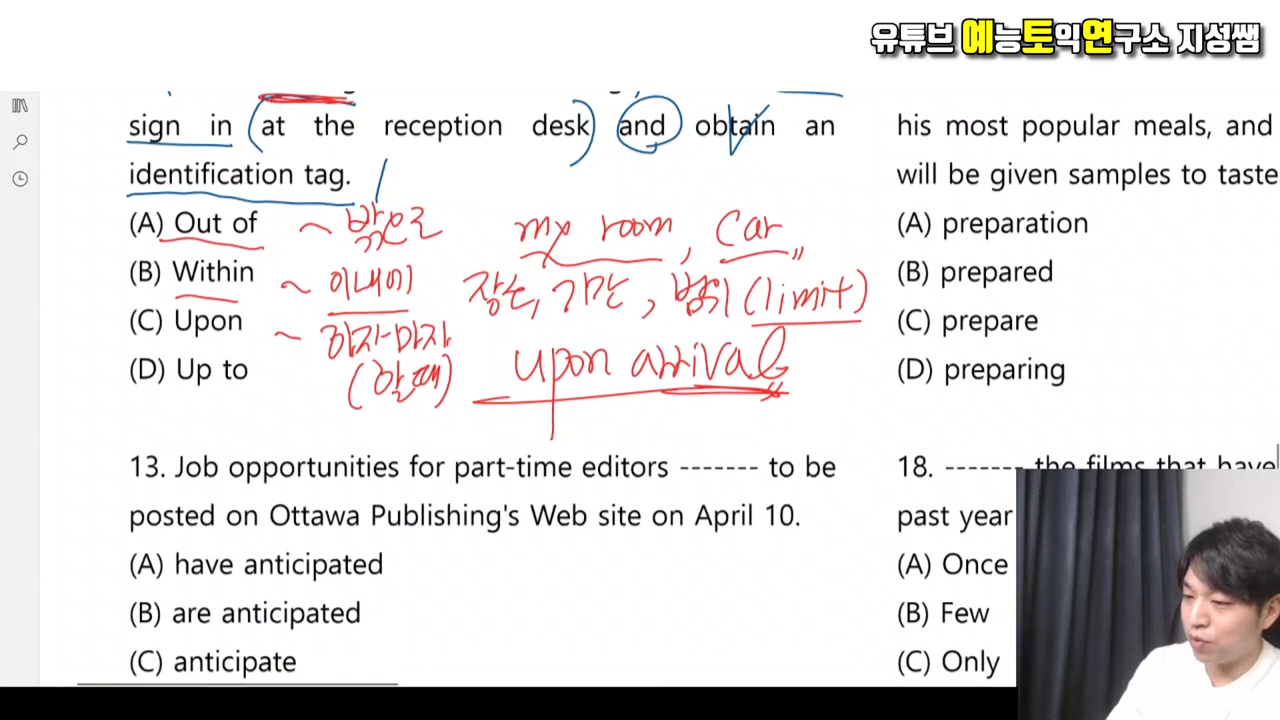 유튜브 예능토익연구소 지성쌤
sign in at the reception desk and obtain an
identification tag.
(A) Out of ~ 밖으로 my room, car
(B) Within ~ 이내에 장소, 기간, 범위 (limit)
(C) Upon ~ 하자마자 upon arrival
(D) Up to (할 때)
13. Job opportunities for part-time editors ------- to be
posted on Ottawa Publishing's Web site on April 10.
(A) have anticipated
(B) are anticipated
(C) anticipate
his most popular meals, and
will be given samples to taste
(A) preparation
(B) prepared
(C) prepare
(D) preparing
18. ------- the films that have
past year
(A) Once
(B) Few
(C) Only